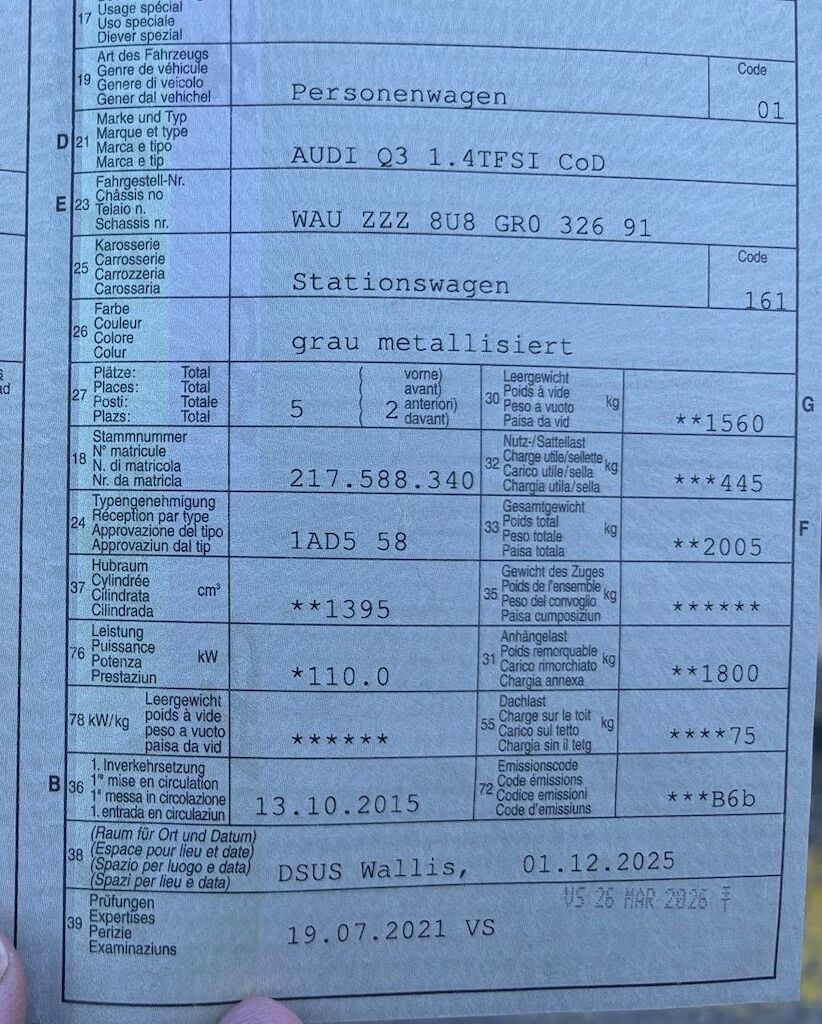 17 Usage spécial
Uso speciale
Diever spezial
19 Art des Fahrzeugs
Genre de véhicule
Genere di veicolo
Gener dal vehichel
Personenwagen
Code
01
D 21 Marke und Typ
Marque et type
Marca e tipo
Marca e tip
AUDI Q3 1.4TFSI CoD
E 23 Fahrgestell-Nr.
Châssis no
Telaio n.
Schassis nr.
WAU ZZZ 8U8 GR0 326 91
25 Karosserie
Carrosserie
Carrozzeria
Carossaria
Stationswagen
Code
161
26 Farbe
Couleur
Colore
Colur
grau metallisiert
27 Plätze: Total
Places: Total
Posti: Totale
Plazs: Total
5
( vorne)
( avant)
( anteriori)
( davant)
2
30 Leergewicht
Poids à vide
Peso a vuoto
Paisa da vid
kg
**1560
G
18 Stammnummer
N° matricule
N. di matricola
Nr. da matricla
217.588.340
32 Nutz-/Sattellast
Charge utile/sellette
Carico utile/sella
Chargia utila/sella
kg
***445
24 Typengenehmigung
Réception par type
Approvazione del tipo
Approvaziun dal tip
1AD5 58
33 Gesamtgewicht
Poids total
Peso totale
Paisa totala
kg
**2005
F
37 Hubraum
Cylindrée
Cilindrata
Cilindrada
cm³
**1395
35 Gewicht des Zuges
Poids de l'ensemble
Peso del convoglio
Paisa cumposiziun
kg
******
76 Leistung
Puissance
Potenza
Prestaziun
kW
*110.0
31 Anhängelast
Poids remorquable
Carico rimorchiato
Chargia annexa
kg
**1800
78 kW/kg
Leergewicht
poids à vide
peso a vuoto
paisa da vid
******
55 Dachlast
Charge sur le toit
Carico sul tetto
Chargia sin il tetg
kg
****75
B 36 1. Inverkehrsetzung
1re mise en circulation
1a messa in circolazione
1. entrada en circulaziun
13.10.2015
72 Emissionscode
Code émissions
Codice emissioni
Code d'emissiuns
***B6b
38 (Raum für Ort und Datum)
(Espace pour lieu et date)
(Spazio per luogo e data)
(Spazi per lieu e data)
DSUS Wallis, 01.12.2025
39 Prüfungen
Expertises
Perizie
Examinaziuns
VS 26 MAR 2026
19.07.2021 VS